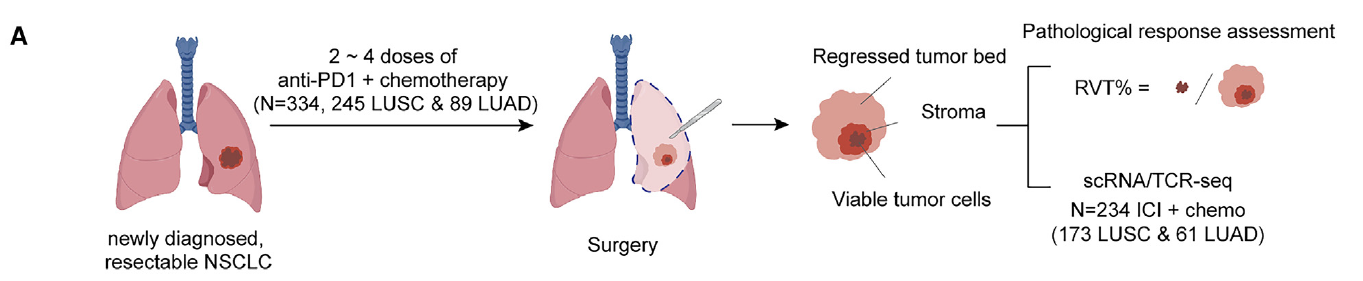 A
newly diagnosed,
resectable NSCLC
2 ~ 4 doses of
anti-PD1 + chemotherapy
(N=334, 245 LUSC & 89 LUAD)
Surgery
Regressed tumor bed
Stroma
Viable tumor cells
Pathological response assessment
RVT% = /
scRNA/TCR-seq
N=234 ICI + chemo
(173 LUSC & 61 LUAD)